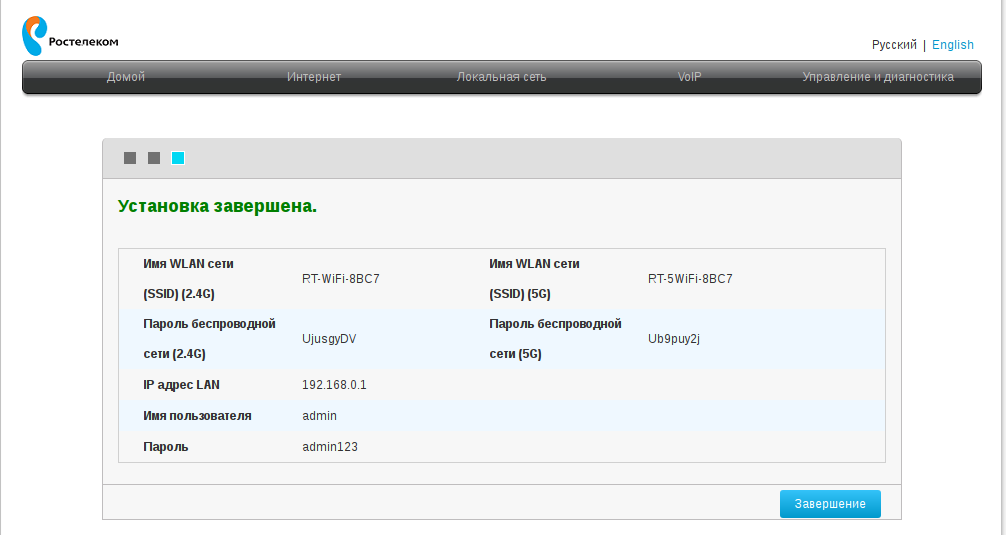 Ростелеком
Русский | English
Домой Интернет Локальная сеть VoIP Управление и диагностика
Установка завершена.
Имя WLAN сети
(SSID) (2.4G)
RT-WiFi-8BC7
Имя WLAN сети
(SSID) (5G)
RT-5WiFi-8BC7
Пароль беспроводной
сети (2.4G)
UjusgyDV
Пароль беспроводной
сети (5G)
Ub9puy2j
IP адрес LAN 192.168.0.1
Имя пользователя admin
Пароль admin123
Завершение